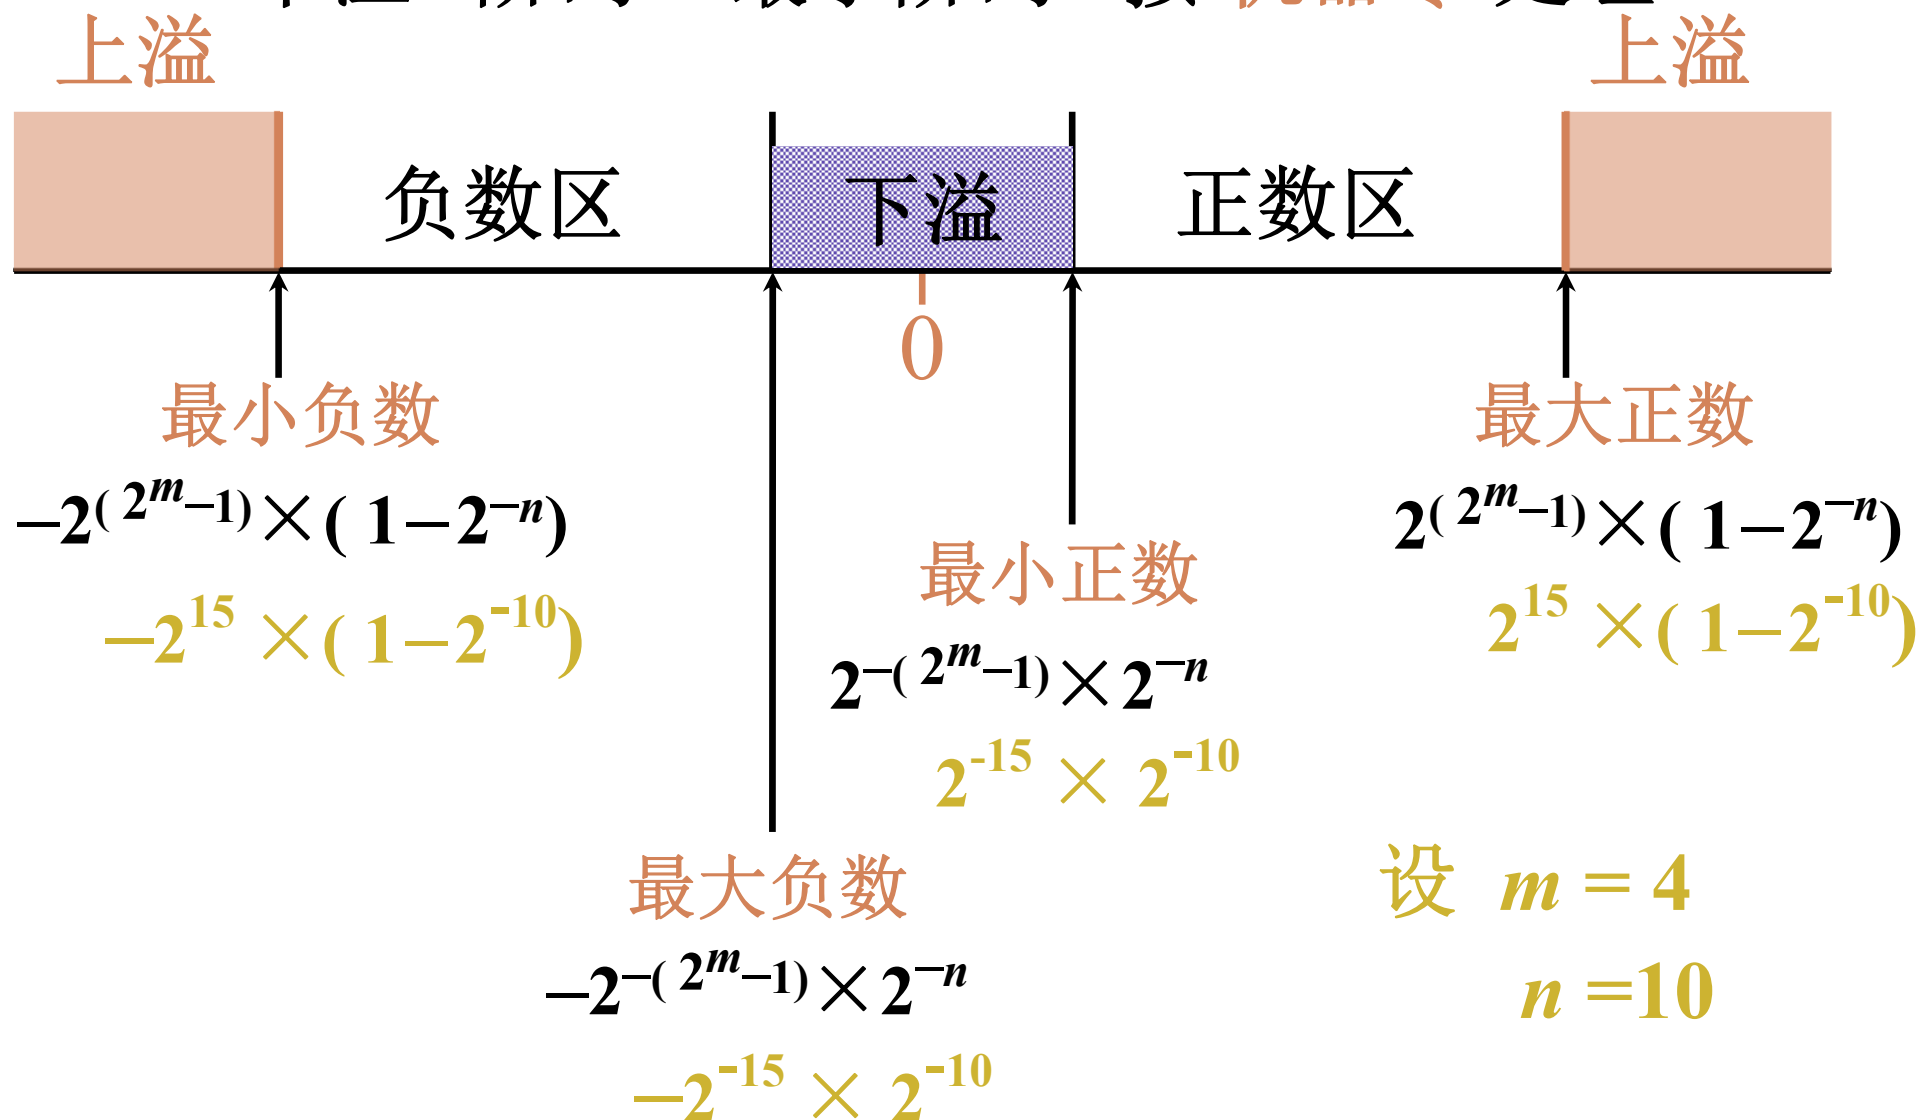 上溢 上溢
负数区 下溢 正数区
0
最小负数 最大正数
−2^(2^m−1)×(1−2^−n) 2^(2^m−1)×(1−2^−n)
−2^15×(1−2^-10) 2^15×(1−2^-10)
最小正数
2^−(2^m−1)×2^−n
2^-15×2^-10
最大负数
−2^−(2^m−1)×2^−n
−2^-15×2^-10
设 m = 4
n =10